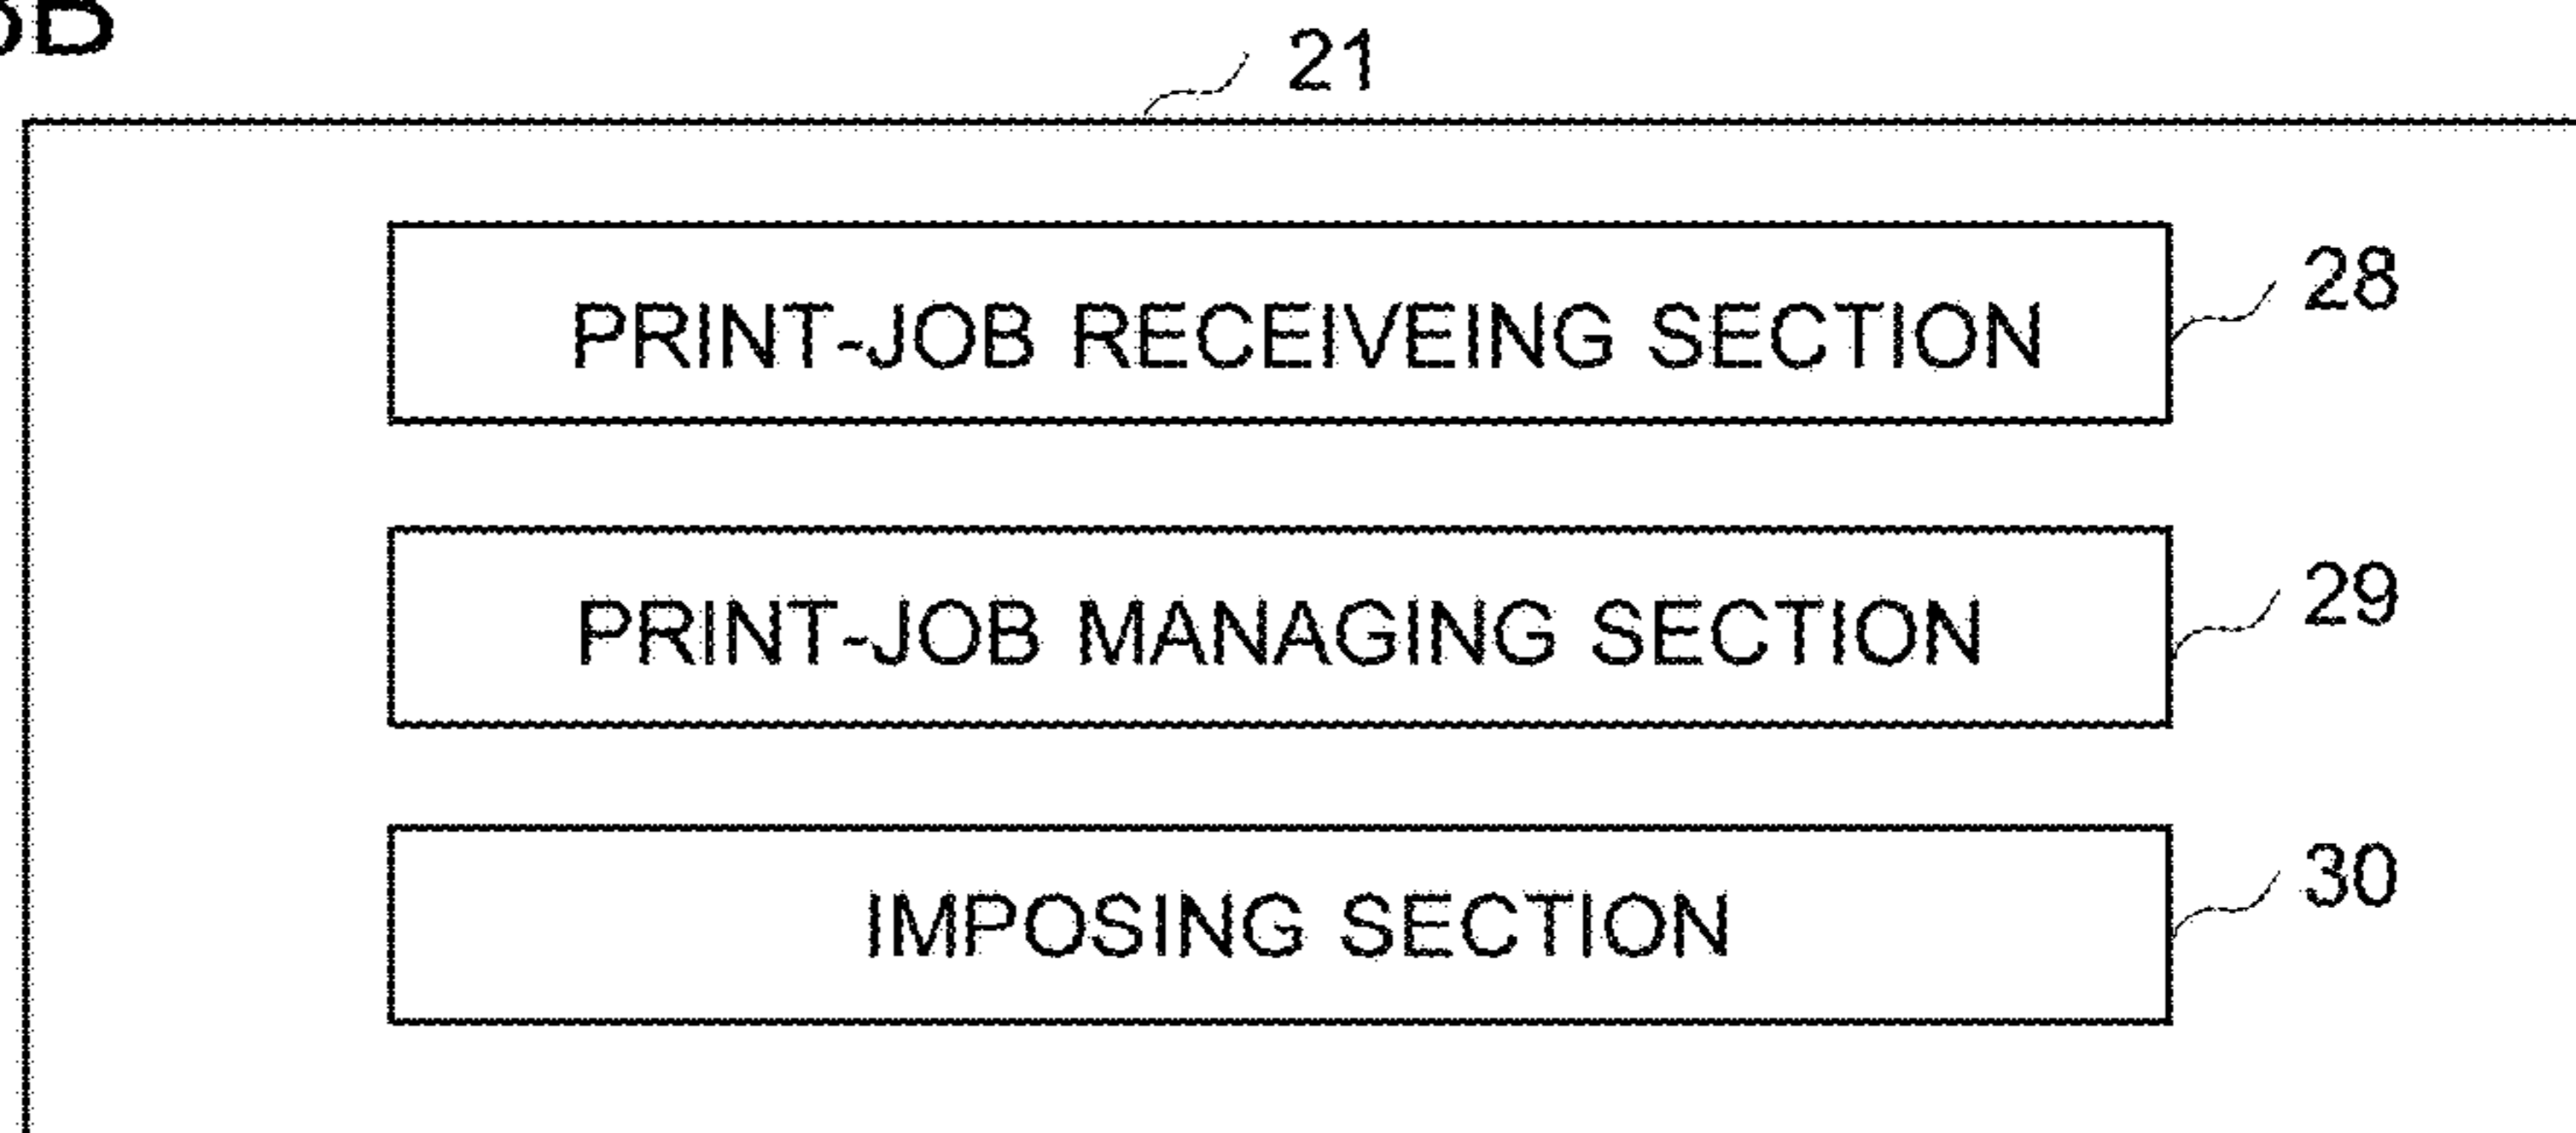 21
PRINT-JOB RECEIVEING SECTION 28
PRINT-JOB MANAGING SECTION 29
IMPOSING SECTION 30